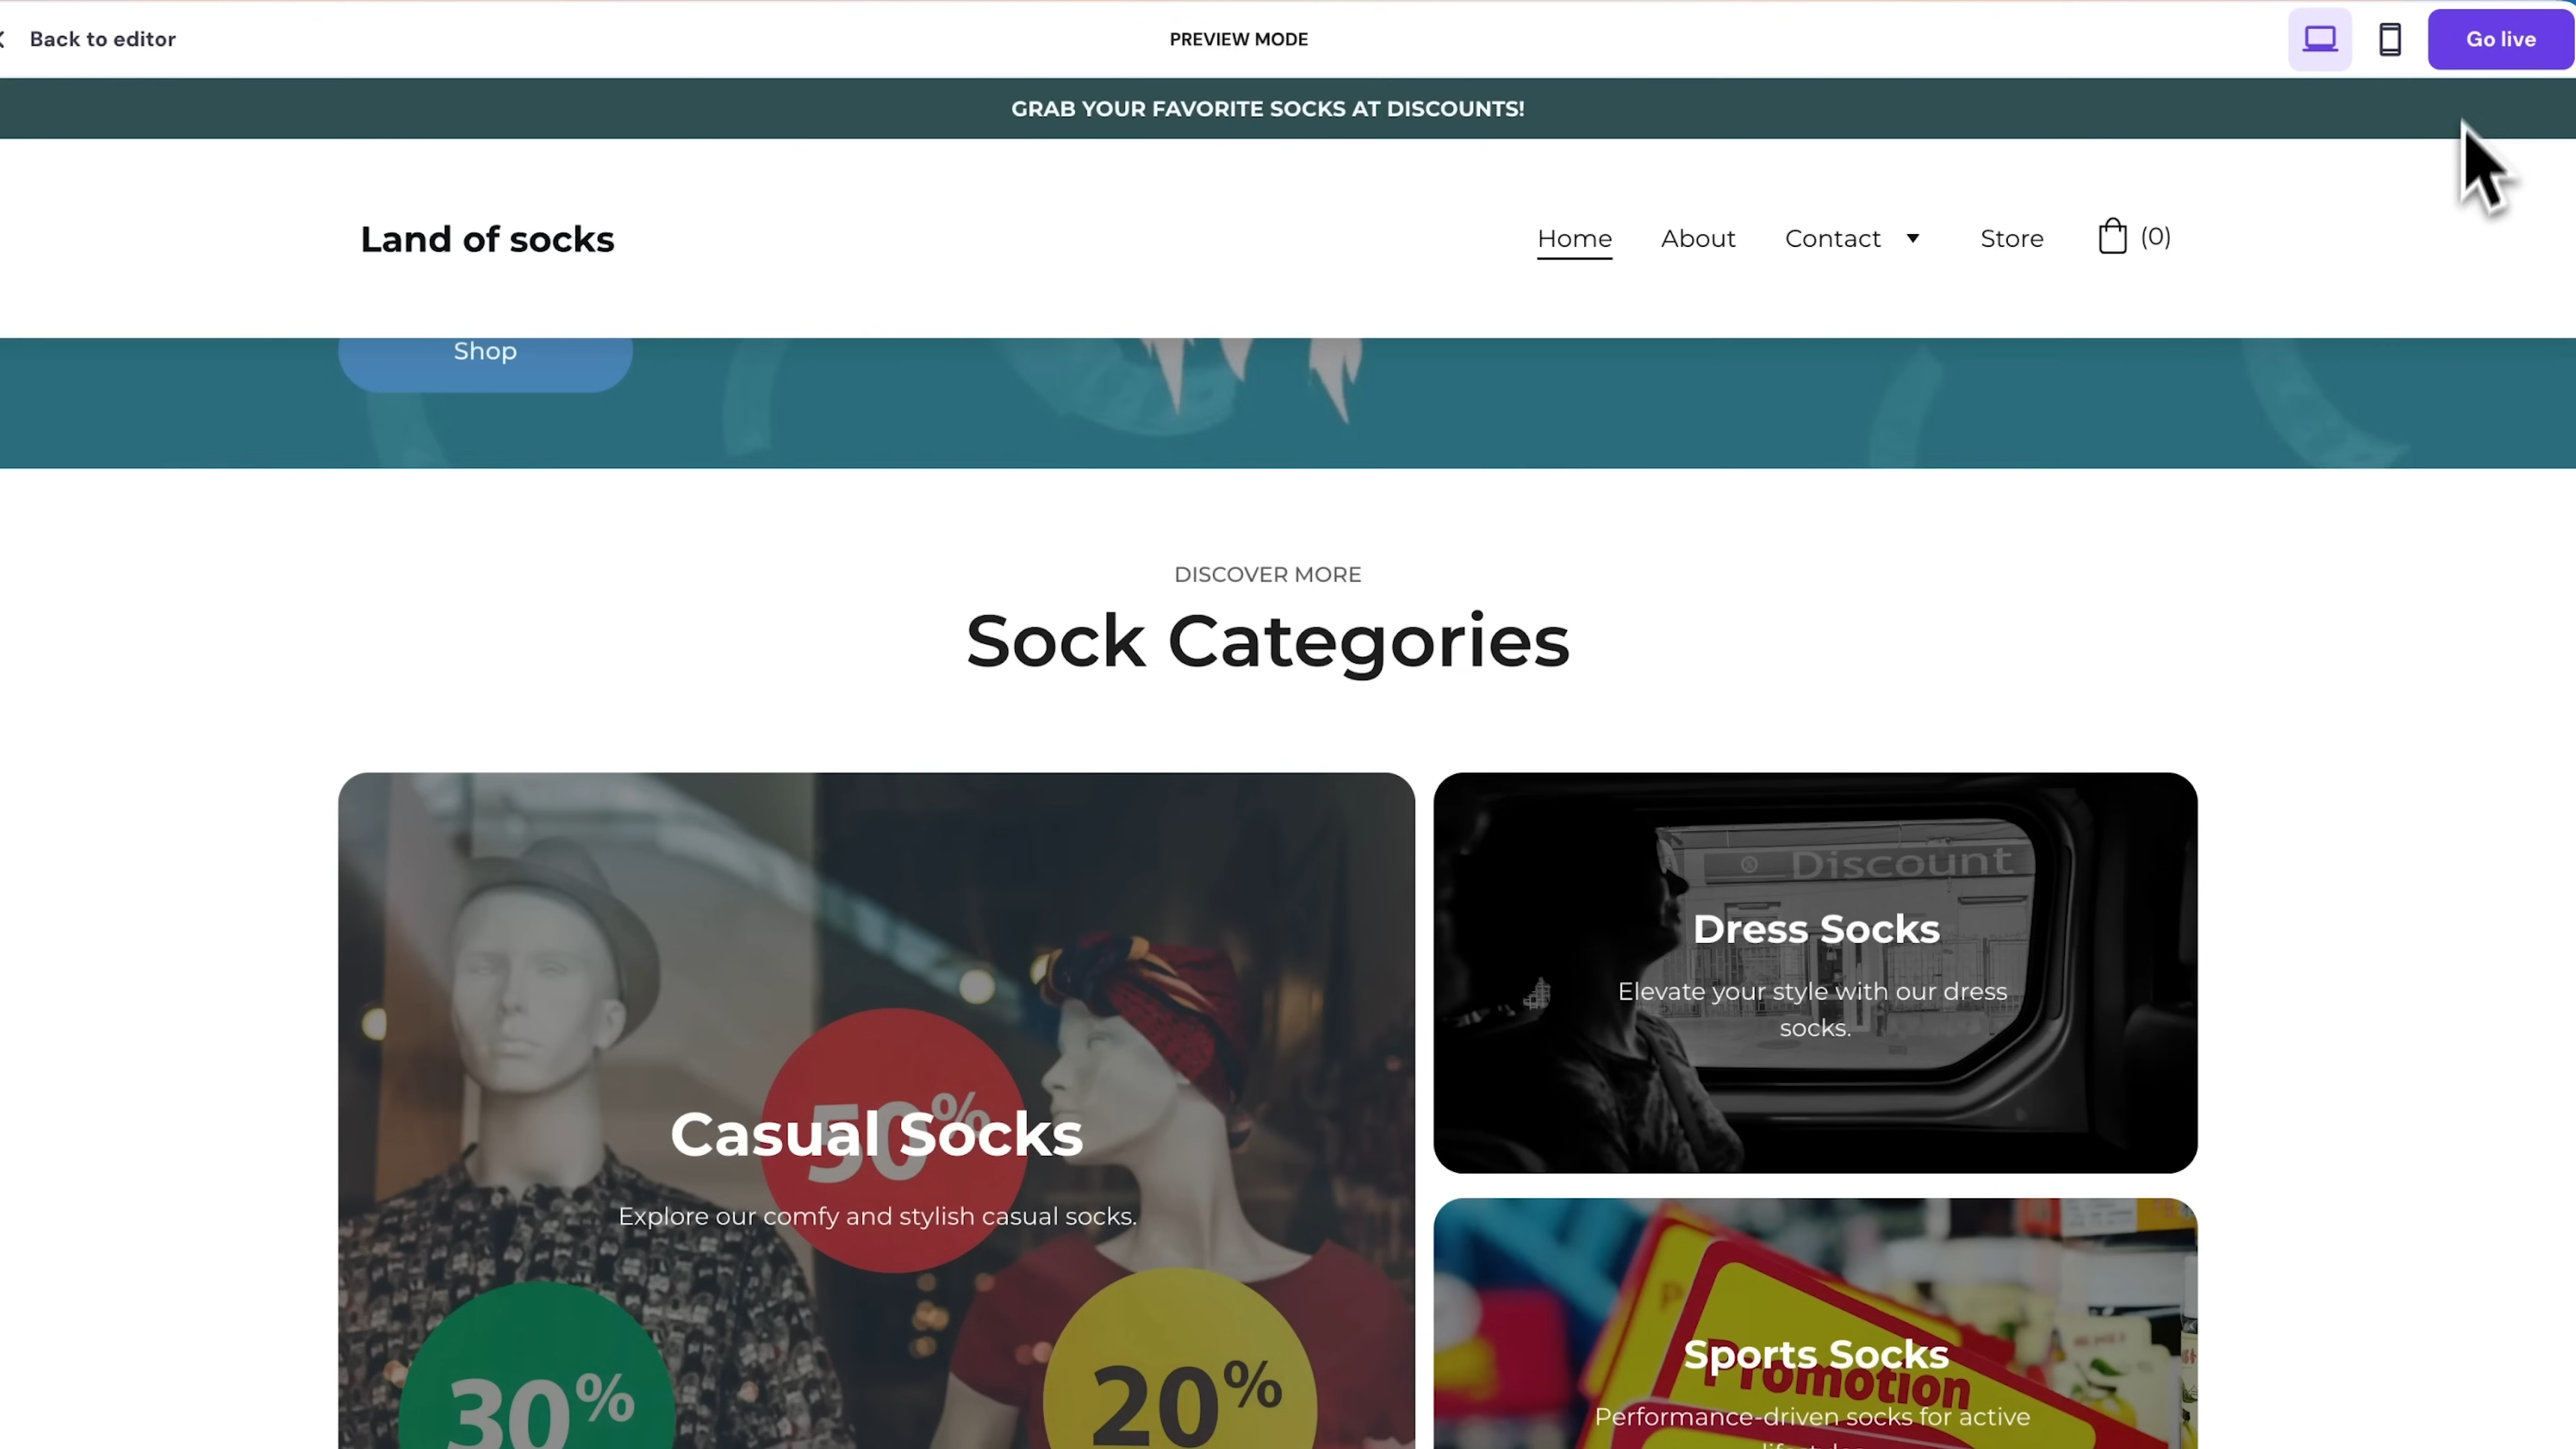 Back to editor
PREVIEW MODE
Go live
GRAB YOUR FAVORITE SOCKS AT DISCOUNTS!
Land of socks
Home
About
Contact
Store
(0)
Shop
DISCOVER MORE
Sock Categories
Discount
Dress Socks
Elevate your style with our dress
socks.
50%
Casual Socks
Explore our comfy and stylish casual socks.
30%
20%
Sports Socks
Promotion
Performance-driven socks for active